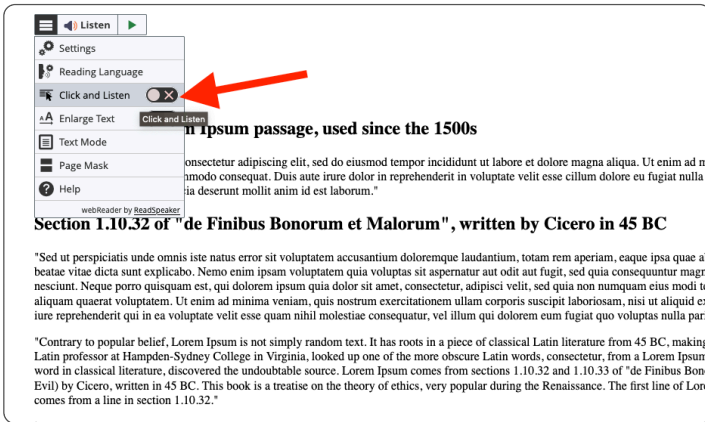 Listen
Settings
Reading Language
Click and Listen
Enlarge Text
Click and Listen
Text Mode
Page Mask
Help
webReader by ReadSpeaker
Ipsum passage, used since the 1500s
onsectetur adipiscing elit, sed do eiusmod tempor incididunt ut labore et dolore magna aliqua. Ut enim ad
modo consequat. Duis aute irure dolor in reprehenderit in voluptate velit esse cillum dolore eu fugiat nulla
ia deserunt mollit anim id est laborum."
Section 1.10.32 of "de Finibus Bonorum et Malorum", written by Cicero in 45 BC
"Sed ut perspiciatis unde omnis iste natus error sit voluptatem accusantium doloremque laudantium, totam rem aperiam, eaque ipsa quae a
beatae vitae dicta sunt explicabo. Nemo enim ipsam voluptatem quia voluptas sit aspernatur aut odit aut fugit, sed quia consequuntur magn
nesciunt. Neque porro quisquam est, qui dolorem ipsum quia dolor sit amet, consectetur, adipisci velit, sed quia non numquam eius modi te
aliquam quaerat voluptatem. Ut enim ad minima veniam, quis nostrum exercitationem ullam corporis suscipit laboriosam, nisi ut aliquid e
iure reprehenderit qui in ea voluptate velit esse quam nihil molestiae consequatur, vel illum qui dolorem eum fugiat quo voluptas nulla par
"Contrary to popular belief, Lorem Ipsum is not simply random text. It has roots in a piece of classical Latin literature from 45 BC, making
Latin professor at Hampden-Sydney College in Virginia, looked up one of the more obscure Latin words, consectetur, from a Lorem Ipsum
word in classical literature, discovered the undoubtable source. Lorem Ipsum comes from sections 1.10.32 and 1.10.33 of "de Finibus Bon
Evil) by Cicero, written in 45 BC. This book is a treatise on the theory of ethics, very popular during the Renaissance. The first line of Lor
comes from a line in section 1.10.32."